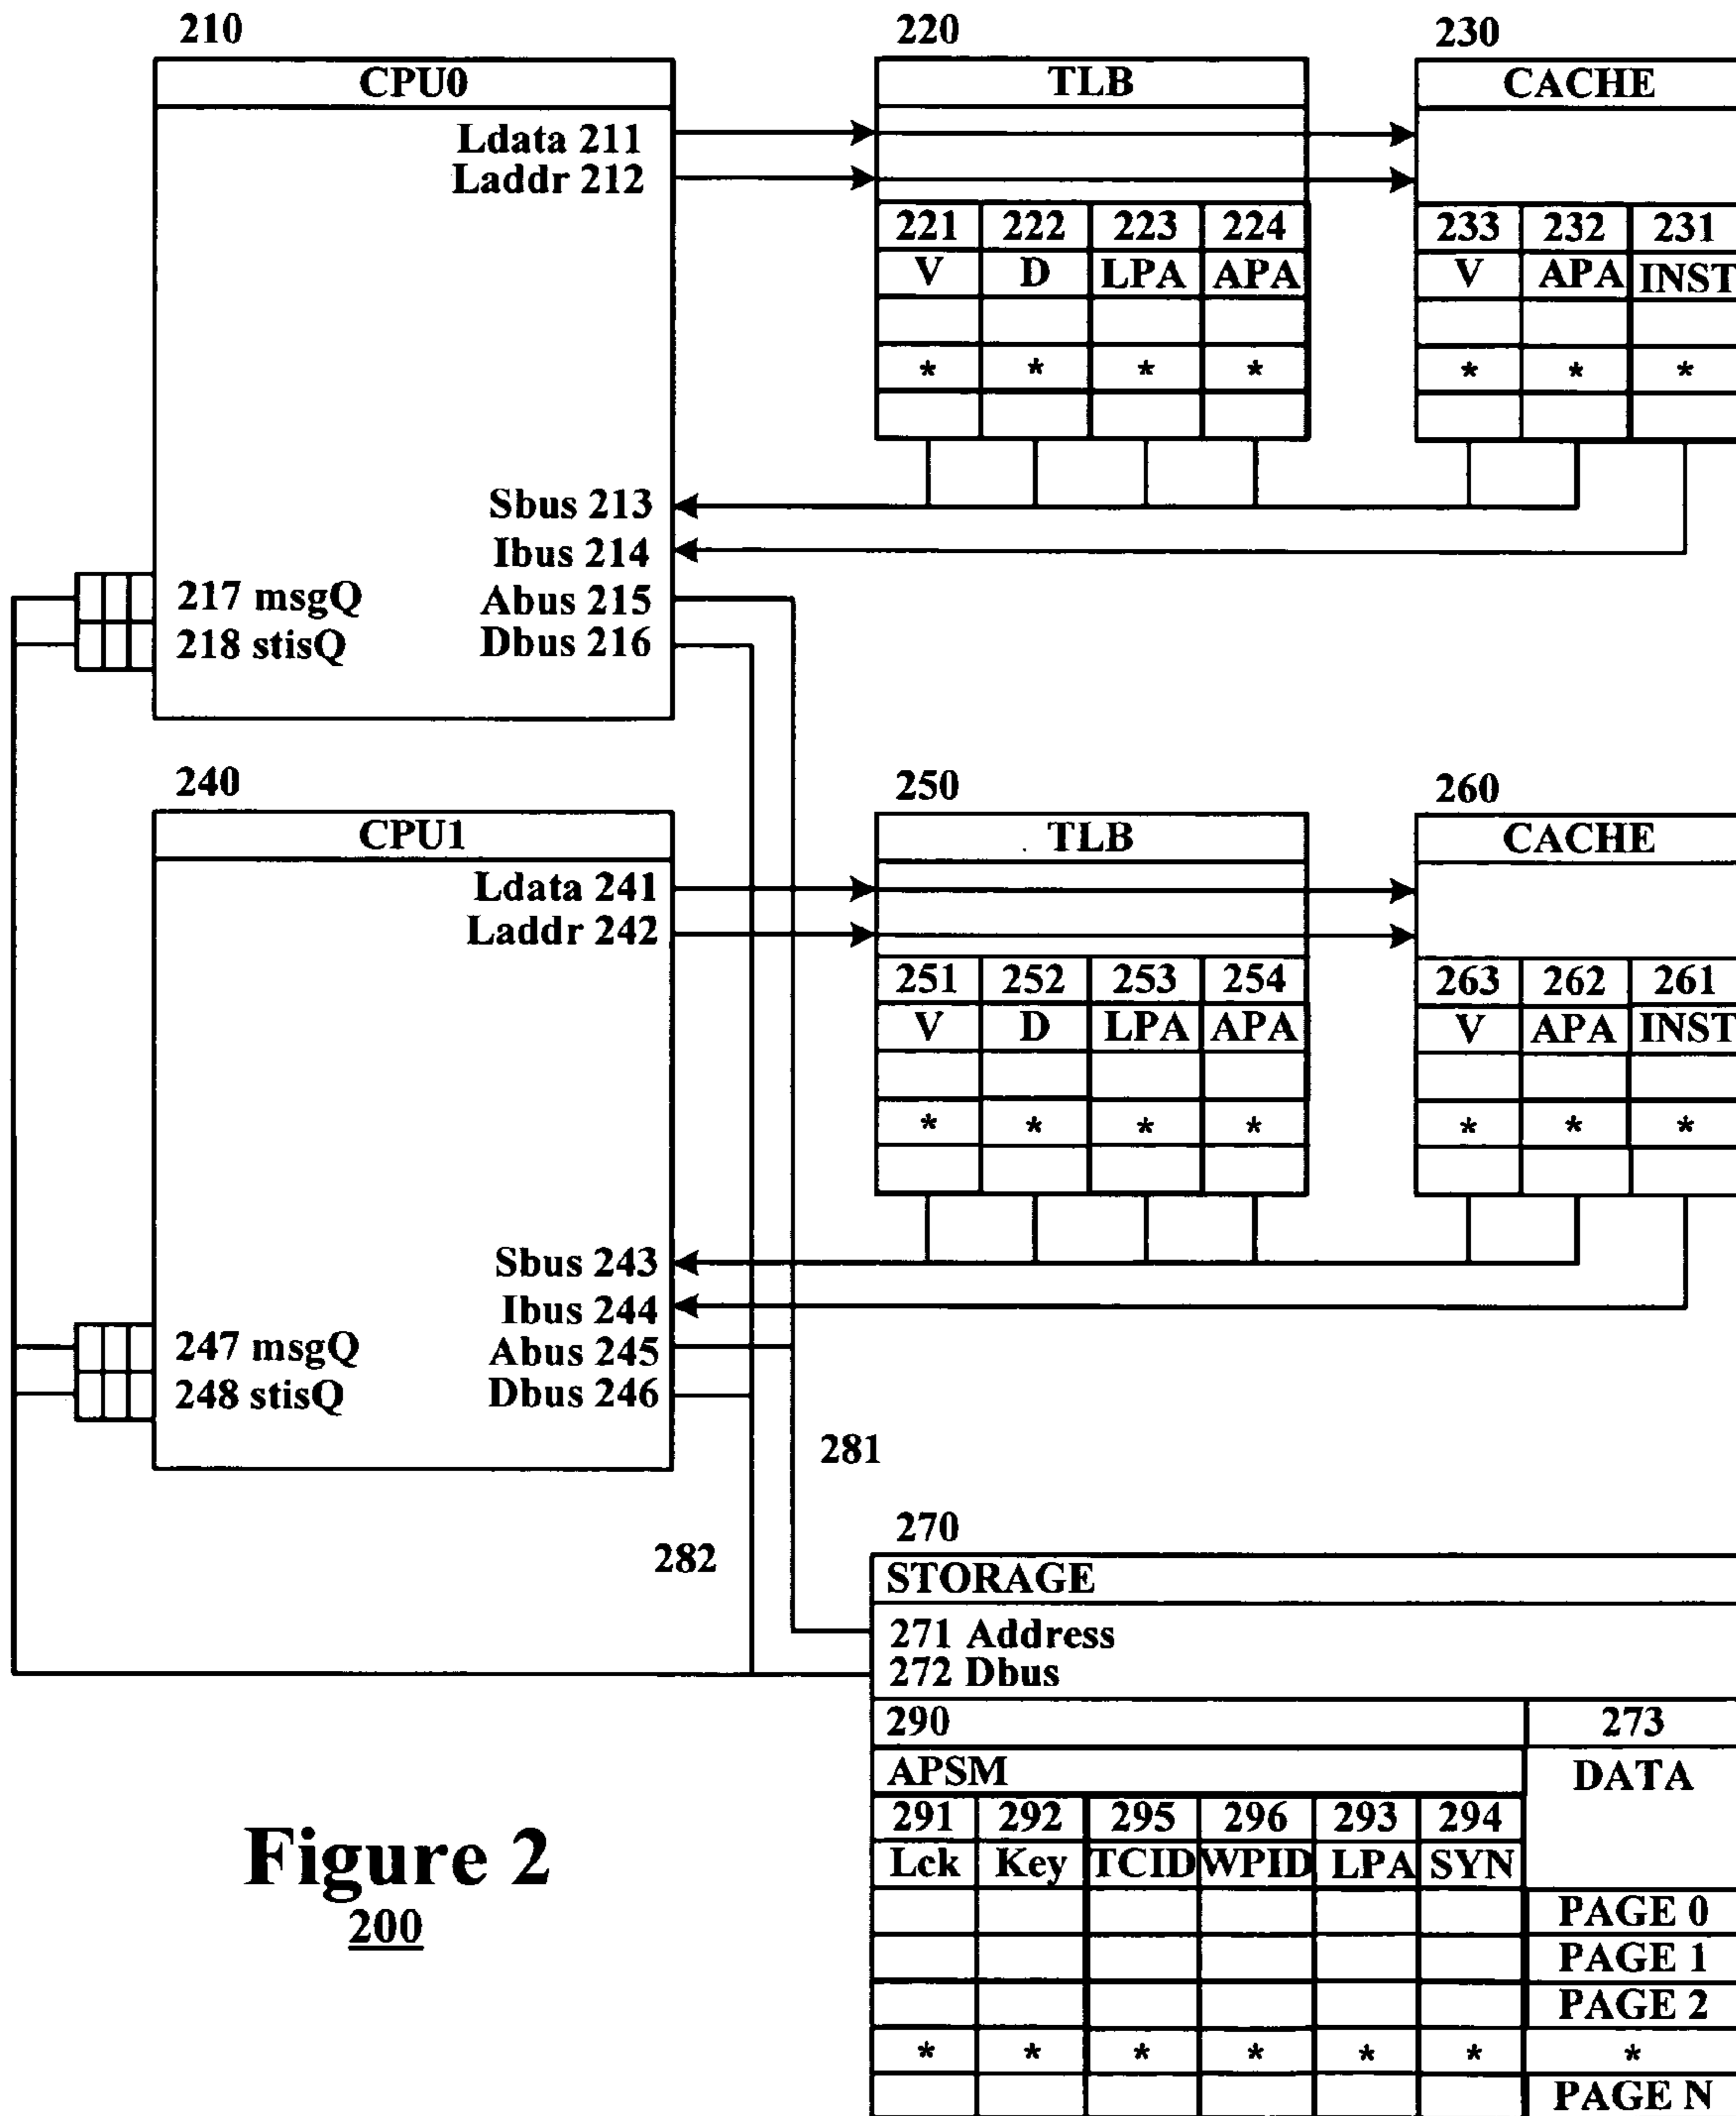 210
220
230
CPU0
TLB
CACHE
Ldata 211
Laddr 212
221 222 223 224
233 232 231
V D LPA APA
V APA INST
* * * *
* * *
Sbus 213
Ibus 214
217 msgQ
Abus 215
218 stisQ
Dbus 216
240
250
260
CPU1
TLB
CACHE
Ldata 241
Laddr 242
251 252 253 254
263 262 261
V D LPA APA
V APA INST
* * * *
* * *
Sbus 243
Ibus 244
247 msgQ
Abus 245
248 stisQ
Dbus 246
281
282
270
STORAGE
271 Address
272 Dbus
290
273
APSM
DATA
291 292 295 296 293 294
Lck Key TCID WPID LPA SYN
PAGE 0
PAGE 1
PAGE 2
* * * * * * *
PAGE N
Figure 2
200